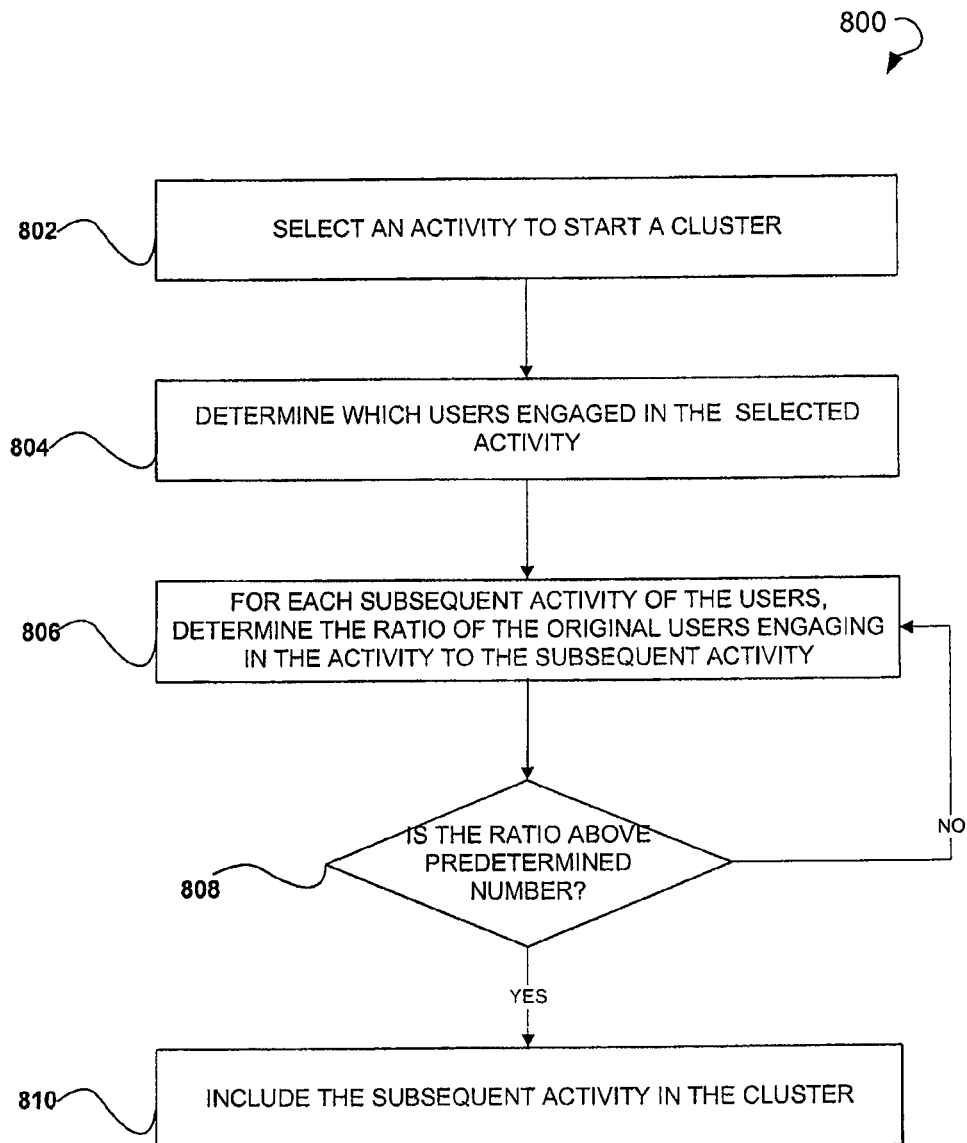 800
802
SELECT AN ACTIVITY TO START A CLUSTER
804
DETERMINE WHICH USERS ENGAGED IN THE SELECTED
ACTIVITY
806
FOR EACH SUBSEQUENT ACTIVITY OF THE USERS,
DETERMINE THE RATIO OF THE ORIGINAL USERS ENGAGING
IN THE ACTIVITY TO THE SUBSEQUENT ACTIVITY
808
IS THE RATIO ABOVE
PREDETERMINED
NUMBER?
NO
YES
810
INCLUDE THE SUBSEQUENT ACTIVITY IN THE CLUSTER